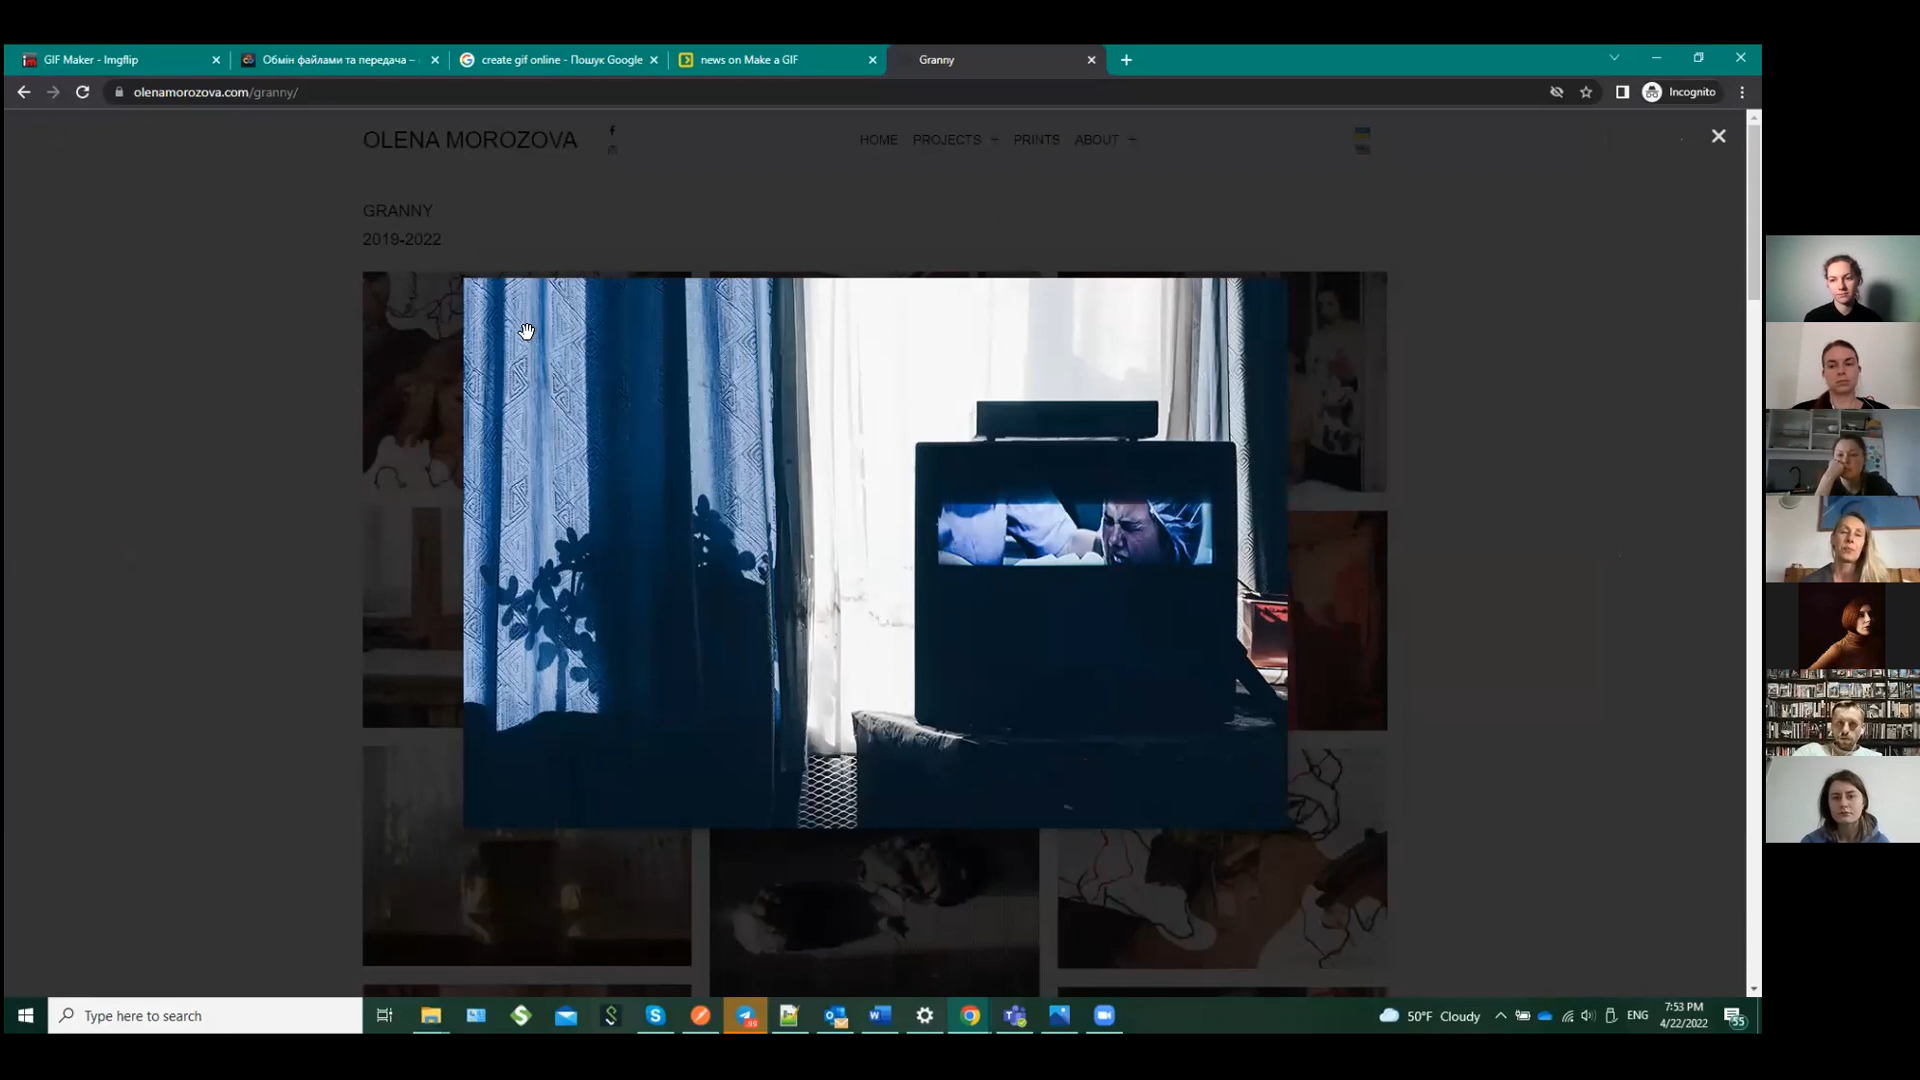 GIF Maker - Imgflip
Обмін файлами та передача –
create gif online - Пошук Google
news on Make a GIF
Granny
olenamorozova.com/granny/
Incognito
OLENA MOROZOVA
HOME PROJECTS PRINTS ABOUT
GRANNY
2019-2022
Type here to search
99
50°F Cloudy
ENG
7:53 PM
4/22/2022
55